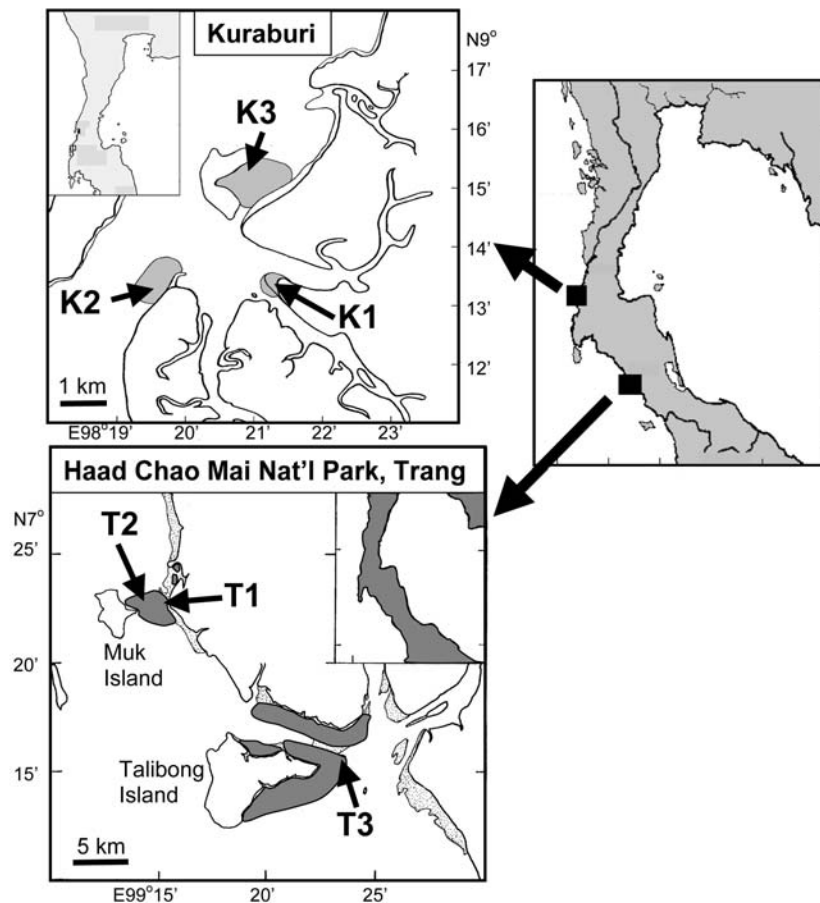 Kuraburi
N9°
17'
K3
16'
15'
14'
K2
K1
13'
12'
1 km
E98°19' 20' 21' 22' 23'
Haad Chao Mai Nat'l Park, Trang
N7°
T2
25'
T1
Muk
Island
20'
Talibong
Island
15'
T3
5 km
E99°15' 20' 25'